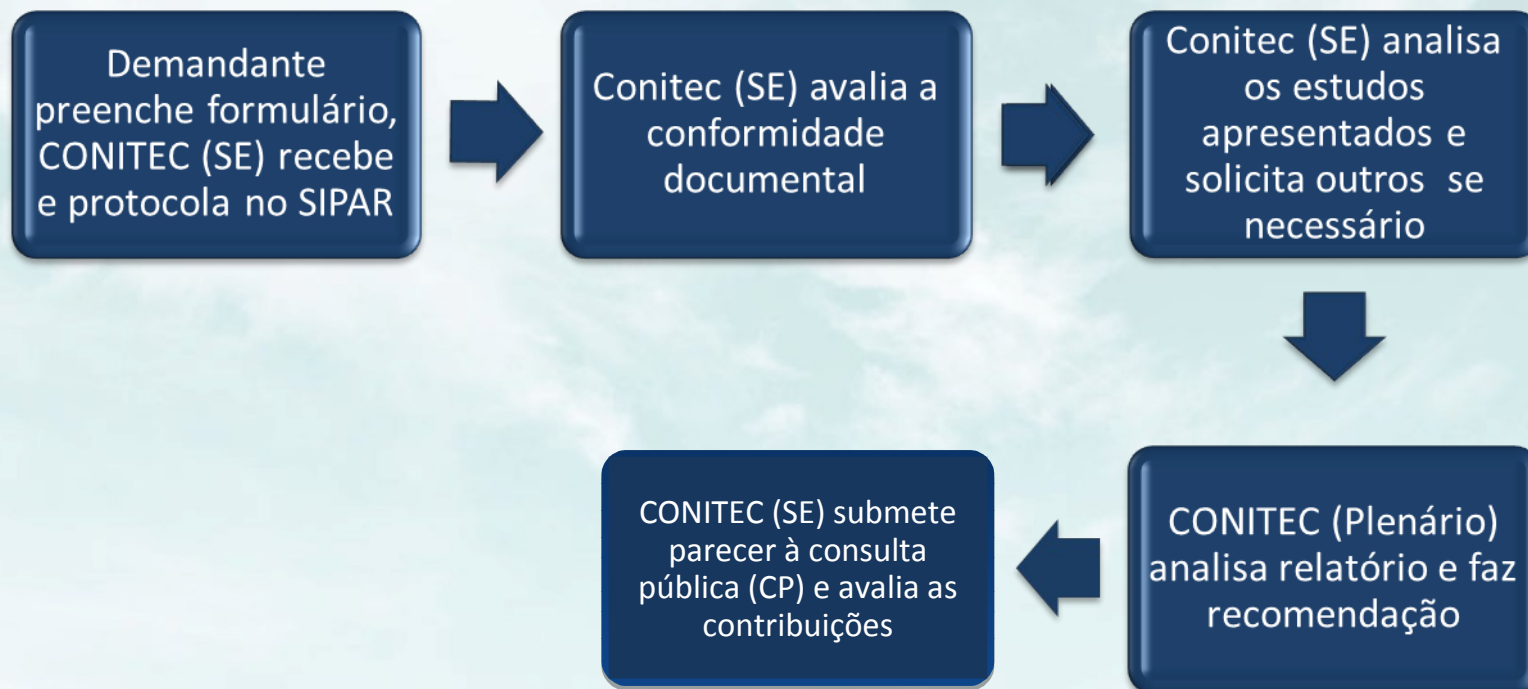 Demandante
preenche formulário,
CONITEC (SE) recebe
e protocola no SIPAR
Conitec (SE) avalia a
conformidade
documental
Conitec (SE) analisa
os estudos
apresentados e
solicita outros se
necessário
CONITEC (Plenário)
analisa relatório e faz
recomendação
CONITEC (SE) submete
parecer à consulta
pública (CP) e avalia as
contribuições